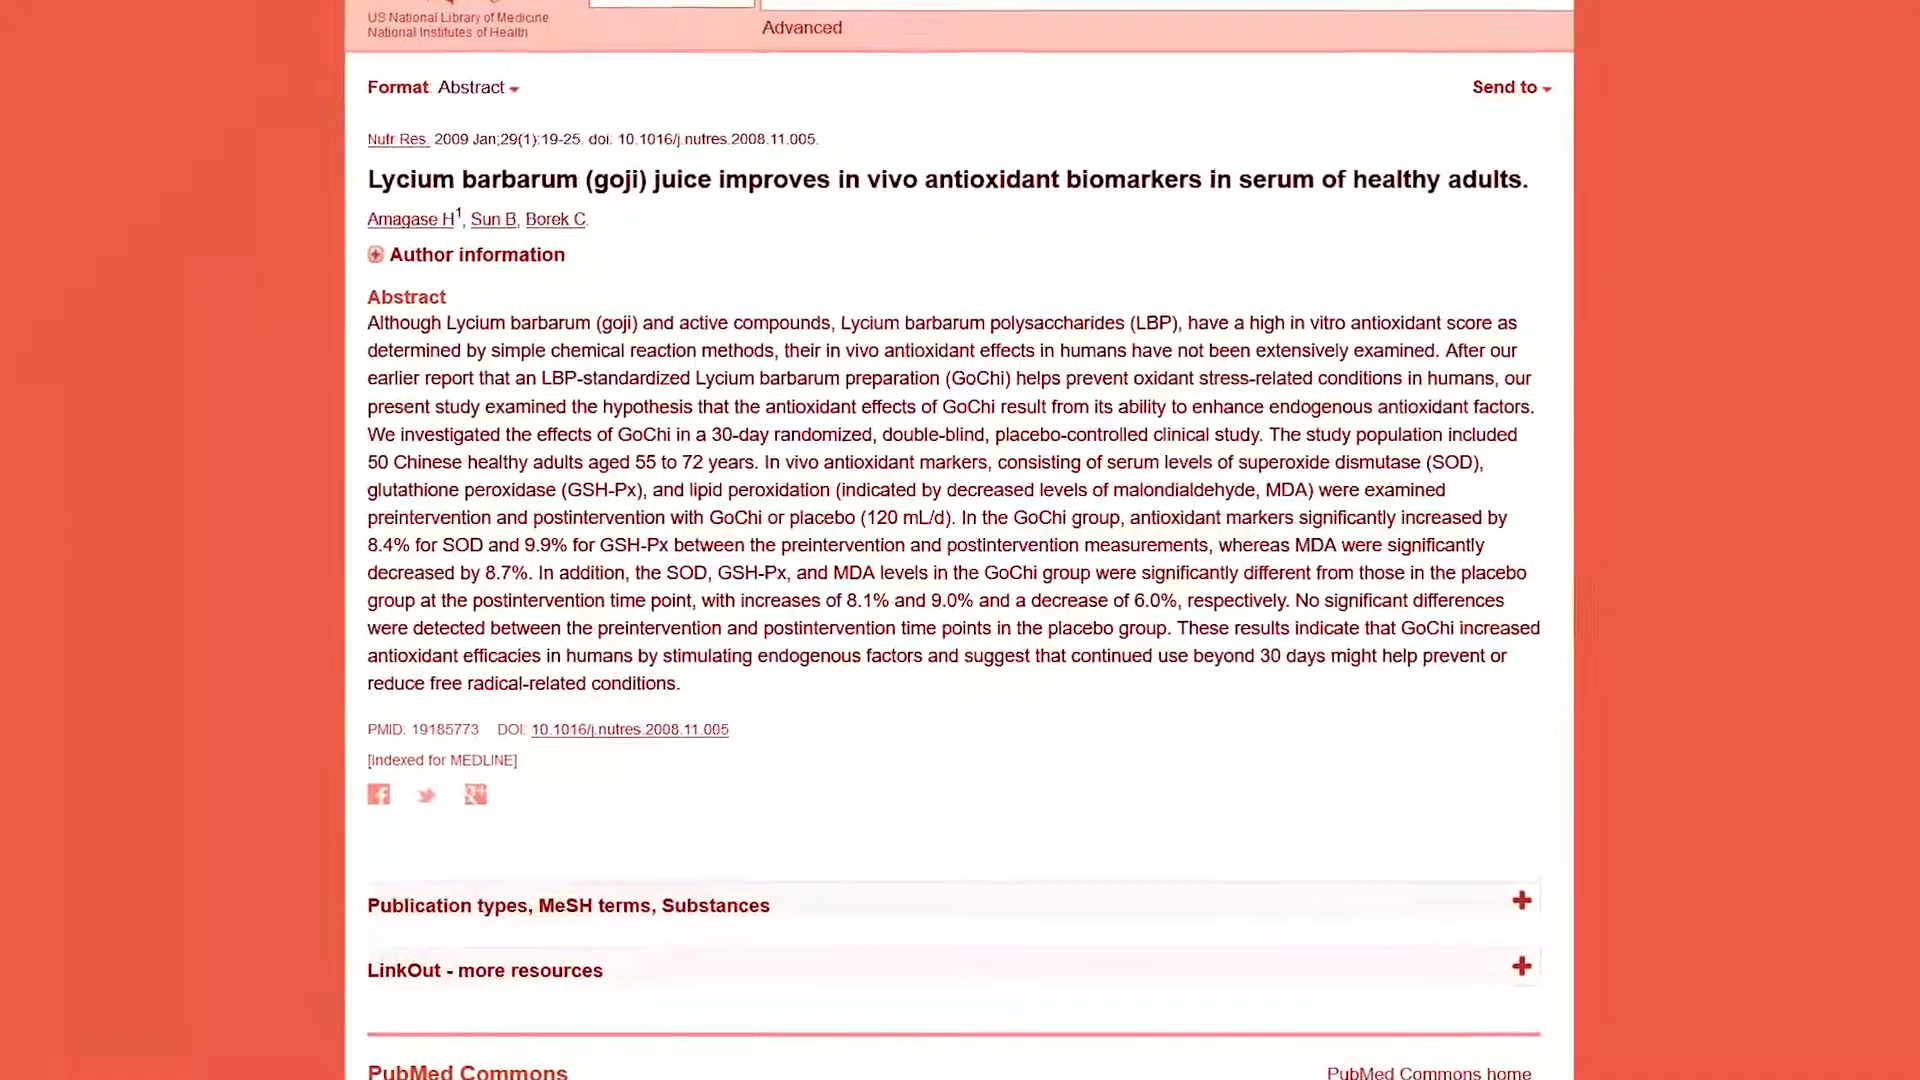 US National Library of Medicine
National Institutes of Health
Advanced
Format: Abstract
Send to
Nutr Res. 2009 Jan;29(1):19-25. doi: 10.1016/j.nutres.2008.11.005.
Lycium barbarum (goji) juice improves in vivo antioxidant biomarkers in serum of healthy adults.
Amagase H1, Sun B, Borek C.
Author information
Abstract
Although Lycium barbarum (goji) and active compounds, Lycium barbarum polysaccharides (LBP), have a high in vitro antioxidant score as
determined by simple chemical reaction methods, their in vivo antioxidant effects in humans have not been extensively examined. After our
earlier report that an LBP-standardized Lycium barbarum preparation (GoChi) helps prevent oxidant stress-related conditions in humans, our
present study examined the hypothesis that the antioxidant effects of GoChi result from its ability to enhance endogenous antioxidant factors.
We investigated the effects of GoChi in a 30-day randomized, double-blind, placebo-controlled clinical study. The study population included
50 Chinese healthy adults aged 55 to 72 years. In vivo antioxidant markers, consisting of serum levels of superoxide dismutase (SOD),
glutathione peroxidase (GSH-Px), and lipid peroxidation (indicated by decreased levels of malondialdehyde, MDA) were examined
preintervention and postintervention with GoChi or placebo (120 mL/d). In the GoChi group, antioxidant markers significantly increased by
8.4% for SOD and 9.9% for GSH-Px between the preintervention and postintervention measurements, whereas MDA were significantly
decreased by 8.7%. In addition, the SOD, GSH-Px, and MDA levels in the GoChi group were significantly different from those in the placebo
group at the postintervention time point, with increases of 8.1% and 9.0% and a decrease of 6.0%, respectively. No significant differences
were detected between the preintervention and postintervention time points in the placebo group. These results indicate that GoChi increased
antioxidant efficacies in humans by stimulating endogenous factors and suggest that continued use beyond 30 days might help prevent or
reduce free radical-related conditions.
PMID: 19185773 DOI: 10.1016/j.nutres.2008.11.005
[Indexed for MEDLINE]
Publication types, MeSH terms, Substances
LinkOut - more resources
PubMed Commons
PubMed Commons home